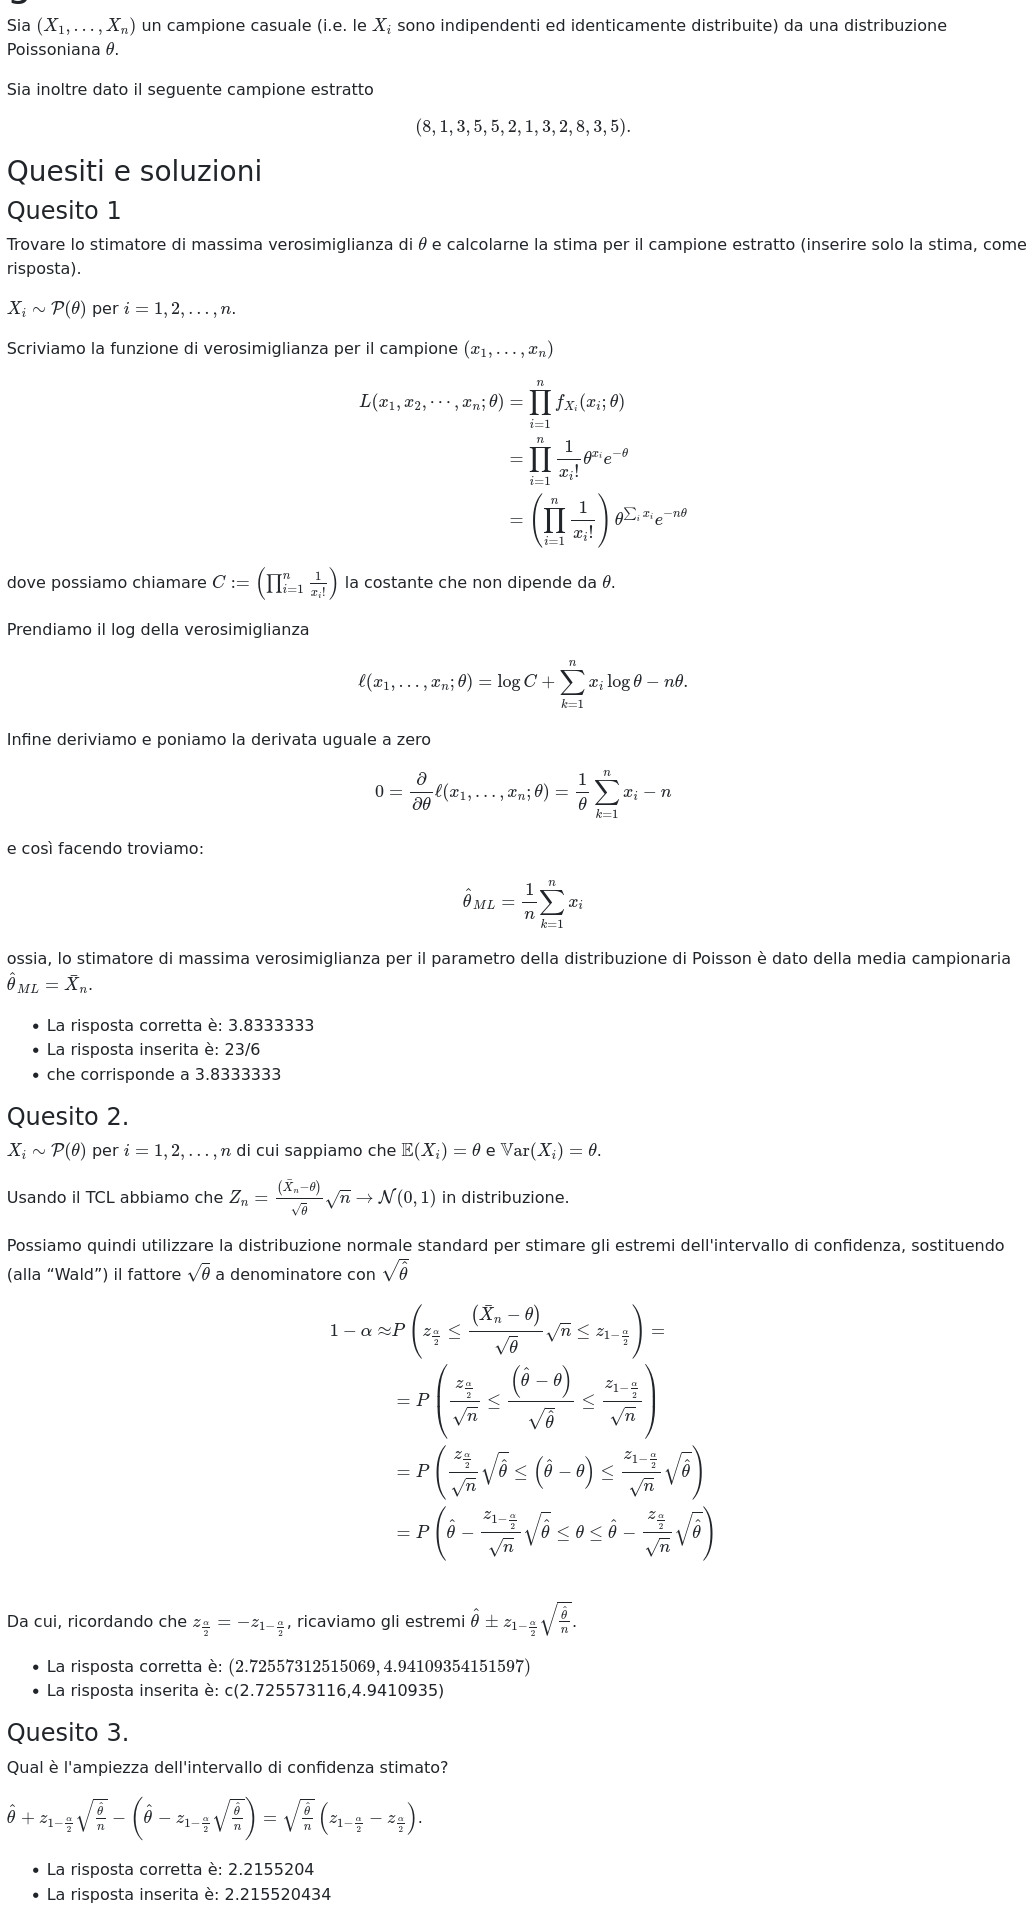 Sia $(X_1, \ldots, X_n)$ un campione casuale (i.e. le $X_i$ sono indipendenti ed identicamente distribuite) da una distribuzione
Poissoniana $\theta$.
Sia inoltre dato il seguente campione estratto
$(8, 1, 3, 5, 5, 2, 1, 3, 2, 8, 3, 5).$
Quesiti e soluzioni
Quesito 1
Trovare lo stimatore di massima verosimiglianza di $\theta$ e calcolarne la stima per il campione estratto (inserire solo la stima, come
risposta).
$X_i \sim \mathcal{P}(\theta)$ per $i = 1, 2, \ldots, n$.
Scriviamo la funzione di verosimiglianza per il campione $(x_1, \ldots, x_n)$
$L(x_1, x_2, \cdots, x_n; \theta) = \prod_{i=1}^{n} f_{X_i}(x_i; \theta)$
$= \prod_{i=1}^{n} \frac{1}{x_i!} \theta^{x_i} e^{-\theta}$
$= \left( \prod_{i=1}^{n} \frac{1}{x_i!} \right) \theta^{\sum_i x_i} e^{-n\theta}$
dove possiamo chiamare $C := \left( \prod_{i=1}^{n} \frac{1}{x_i!} \right)$ la costante che non dipende da $\theta$.
Prendiamo il log della verosimiglianza
$\ell(x_1, \ldots, x_n; \theta) = \log C + \sum_{k=1}^{n} x_i \log \theta - n\theta.$
Infine deriviamo e poniamo la derivata uguale a zero
$0 = \frac{\partial}{\partial \theta} \ell(x_1, \ldots, x_n; \theta) = \frac{1}{\theta} \sum_{k=1}^{n} x_i - n$
e così facendo troviamo:
$\hat{\theta}_{ML} = \frac{1}{n} \sum_{k=1}^{n} x_i$
ossia, lo stimatore di massima verosimiglianza per il parametro della distribuzione di Poisson è dato della media campionaria
$\hat{\theta}_{ML} = \bar{X}_n$.
• La risposta corretta è: 3.8333333
• La risposta inserita è: 23/6
• che corrisponde a 3.8333333
Quesito 2.
$X_i \sim \mathcal{P}(\theta)$ per $i = 1, 2, \ldots, n$ di cui sappiamo che $\mathbb{E}(X_i) = \theta$ e $\mathbb{V}\mathrm{ar}(X_i) = \theta$.
Usando il TCL abbiamo che $Z_n = \frac{(\bar{X}_n - \theta)}{\sqrt{\theta}} \sqrt{n} \to \mathcal{N}(0, 1)$ in distribuzione.
Possiamo quindi utilizzare la distribuzione normale standard per stimare gli estremi dell'intervallo di confidenza, sostituendo
(alla “Wald”) il fattore $\sqrt{\theta}$ a denominatore con $\sqrt{\hat{\theta}}$
$1 - \alpha \approx P \left( z_{\frac{\alpha}{2}} \leq \frac{(\bar{X}_n - \theta)}{\sqrt{\theta}} \sqrt{n} \leq z_{1-\frac{\alpha}{2}} \right) =$
$= P \left( \frac{z_{\frac{\alpha}{2}}}{\sqrt{n}} \leq \frac{(\hat{\theta} - \theta)}{\sqrt{\hat{\theta}}} \leq \frac{z_{1-\frac{\alpha}{2}}}{\sqrt{n}} \right)$
$= P \left( \frac{z_{\frac{\alpha}{2}}}{\sqrt{n}} \sqrt{\hat{\theta}} \leq (\hat{\theta} - \theta) \leq \frac{z_{1-\frac{\alpha}{2}}}{\sqrt{n}} \sqrt{\hat{\theta}} \right)$
$= P \left( \hat{\theta} - \frac{z_{1-\frac{\alpha}{2}}}{\sqrt{n}} \sqrt{\hat{\theta}} \leq \theta \leq \hat{\theta} - \frac{z_{\frac{\alpha}{2}}}{\sqrt{n}} \sqrt{\hat{\theta}} \right)$
Da cui, ricordando che $z_{\frac{\alpha}{2}} = -z_{1-\frac{\alpha}{2}}$, ricaviamo gli estremi $\hat{\theta} \pm z_{1-\frac{\alpha}{2}} \sqrt{\frac{\hat{\theta}}{n}}$.
• La risposta corretta è: $(2.72557312515069, 4.94109354151597)$
• La risposta inserita è: c(2.725573116,4.9410935)
Quesito 3.
Qual è l'ampiezza dell'intervallo di confidenza stimato?
$\hat{\theta} + z_{1-\frac{\alpha}{2}} \sqrt{\frac{\hat{\theta}}{n}} - \left( \hat{\theta} - z_{1-\frac{\alpha}{2}} \sqrt{\frac{\hat{\theta}}{n}} \right) = \sqrt{\frac{\hat{\theta}}{n}} \left( z_{1-\frac{\alpha}{2}} - z_{\frac{\alpha}{2}} \right).$
• La risposta corretta è: 2.2155204
• La risposta inserita è: 2.215520434